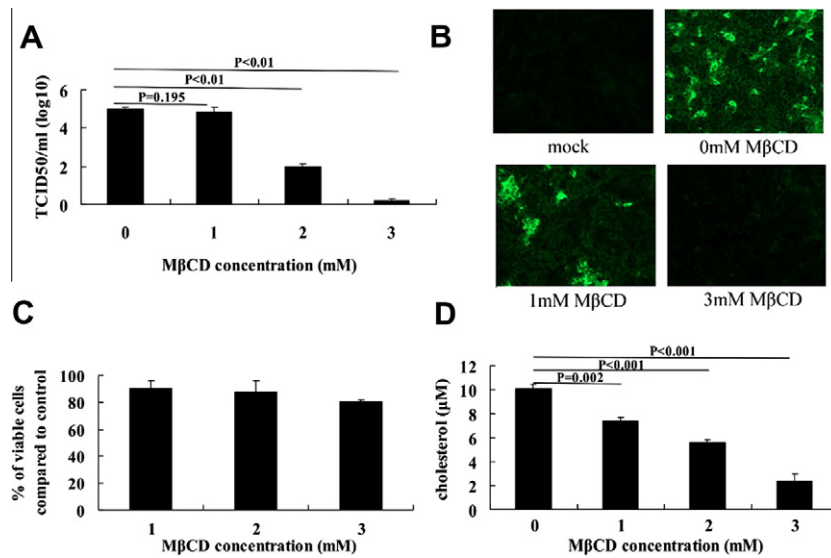 A
P<0.01
P<0.01
P=0.195
TCID50/ml (log10)
6
4
2
0
0 1 2 3
MβCD concentration (mM)
B
mock
0mM MβCD
1mM MβCD
3mM MβCD
C
% of viable cells
compared to control
100
80
60
40
20
0
1 2 3
MβCD concentration (mM)
D
P<0.001
P<0.001
P=0.002
cholesterol (μM)
12
10
8
6
4
2
0
0 1 2 3
MβCD concentration (mM)